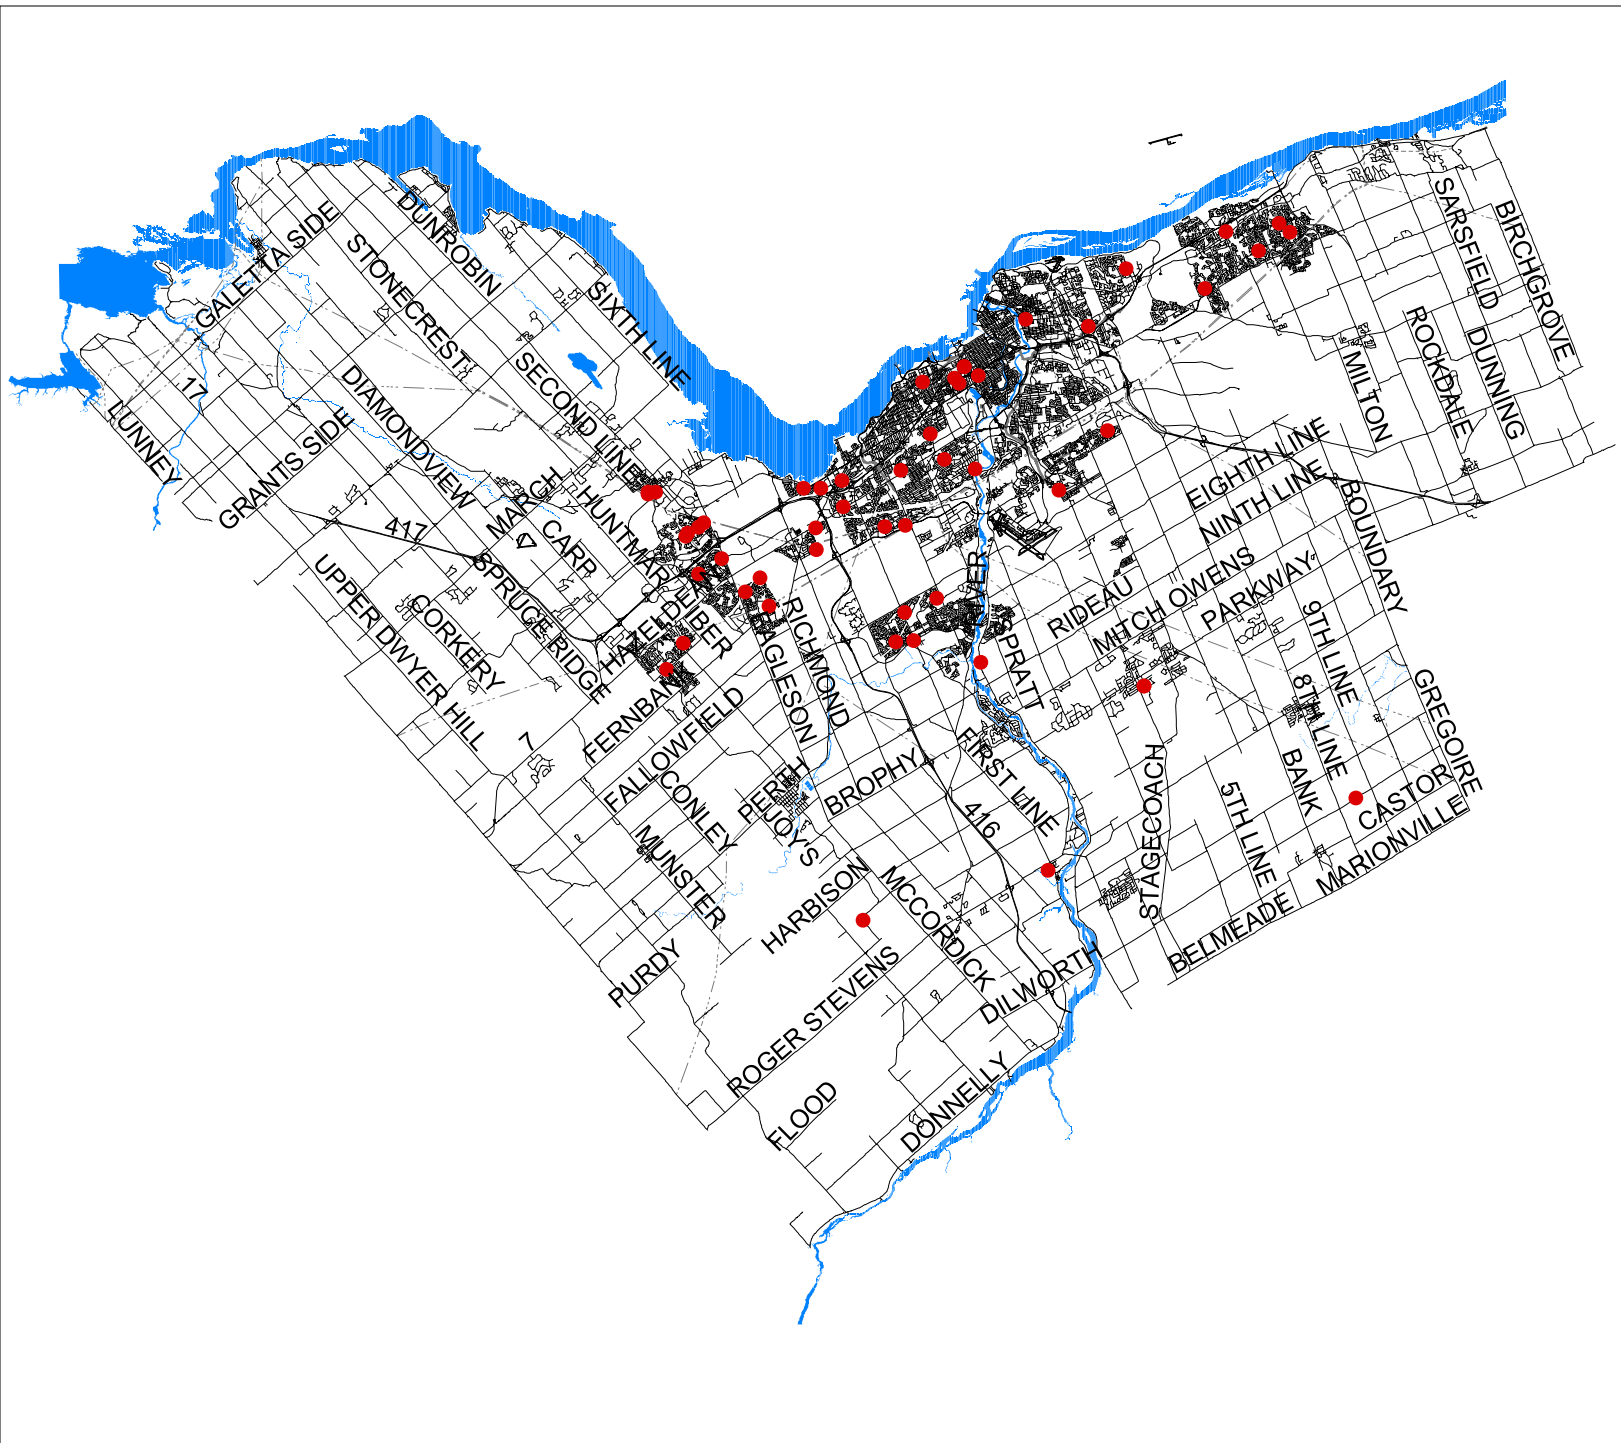 SARSFIELD
BIRCHGROVE
DUNROBIN
GALETTA SIDE
STONECREST
SIXTH LINE
ROCKDALE
DUNNING
MILTON
SECOND LINE
DIAMONDVIEW
17
LUNNEY
GRANTS SIDE
EIGHTH LINE
NINTH LINE
BOUNDARY
MARCH
HUNTMAR
417
CARR
47
SPRUCE RIDGE
UPPER DWYER HILL
CORKERY
HAZELDEAN
LIBER
RICHMOND
EAGLESON
RIVER
SPRATT
RIDEAU
MITCH OWENS
PARKWAY
9TH LINE
8TH LINE
GREGOIRE
FERNBANK
FALLOWFIELD
7
CONLEY
PERTH
JOY'S
BROPHY
FIRST LINE
416
STAGECOACH
5TH LINE
BANK
CASTOR
MARIONVILLE
MUNSTER
HARBISON
MCCORDICK
BELMEADE
PURDY
ROGER STEVENS
DILWORTH
FLOOD
DONNELLY